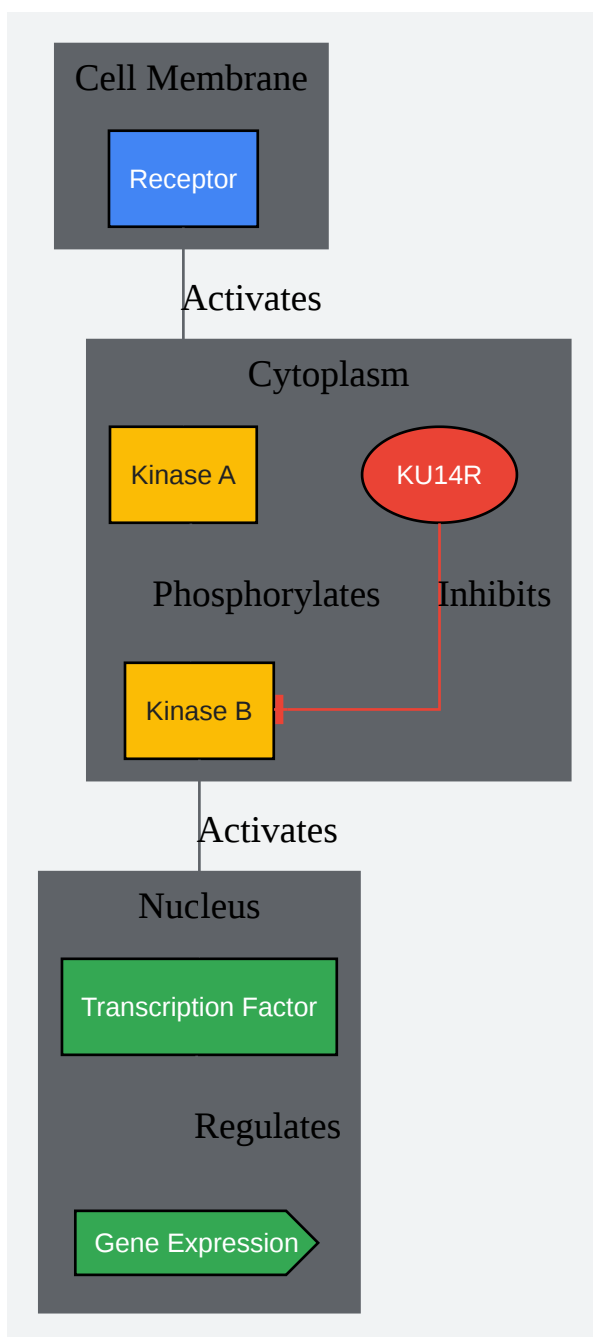 Cell Membrane
Receptor
Activates
Cytoplasm
Kinase A
KU14R
Phosphorylates
Inhibits
Kinase B
Activates
Nucleus
Transcription Factor
Regulates
Gene Expression